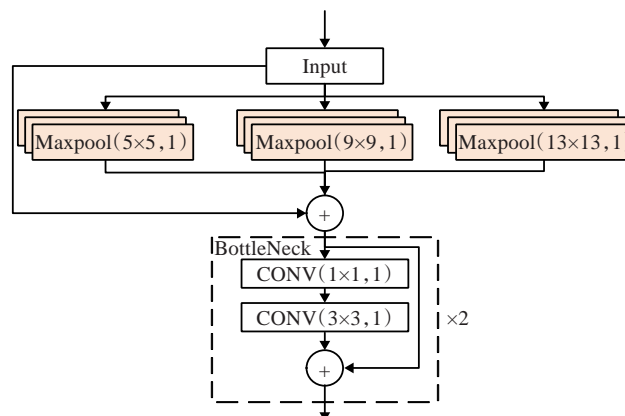 Input
Maxpool(5×5,1)
Maxpool(9×9,1)
Maxpool(13×13,1
+
BottleNeck
CONV(1×1,1)
CONV(3×3,1)
×2
+